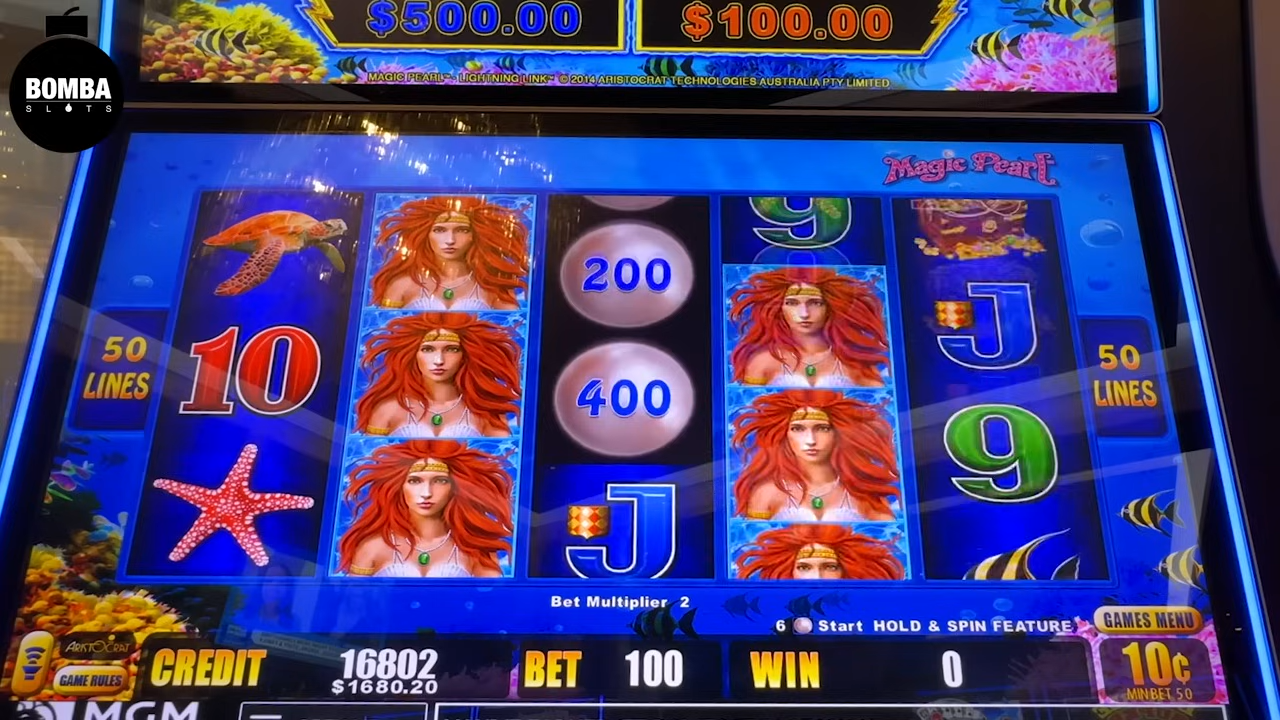 $500.00 $100.00
MAGIC PEARL™ - LIGHTNING LINK™ © 2014 ARISTOCRAT TECHNOLOGIES AUSTRALIA PTY LIMITED
BOMBA
SLOTS
Magic Pearl
200 9
10 400 J
J 9
50 LINES
50 LINES
Bet Multiplier 2
6 Start HOLD & SPIN FEATURE
GAMES MENU
ARISTOCRAT
GAME RULES
CREDIT 16802 BET 100 WIN 0 10¢
$1680.20
MIN BET 50
MGM